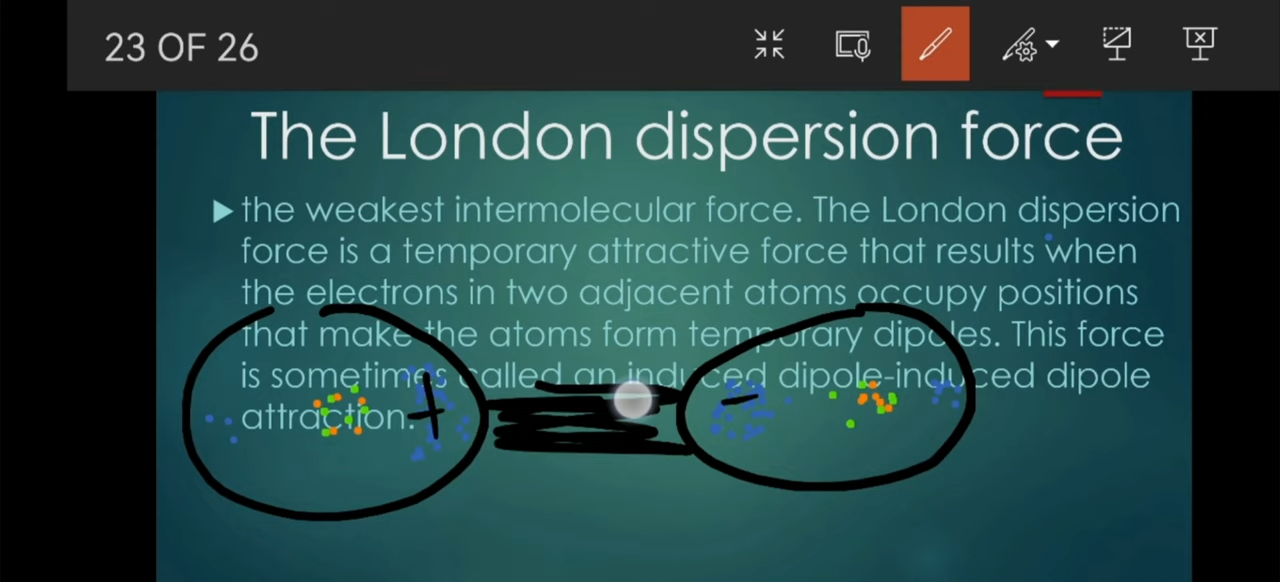 23 OF 26
The London dispersion force
the weakest intermolecular force. The London dispersion
force is a temporary attractive force that results when
the electrons in two adjacent atoms occupy positions
that make the atoms form temporary dipoles. This force
is sometimes called an induced dipole-induced dipole
attraction.
+ -